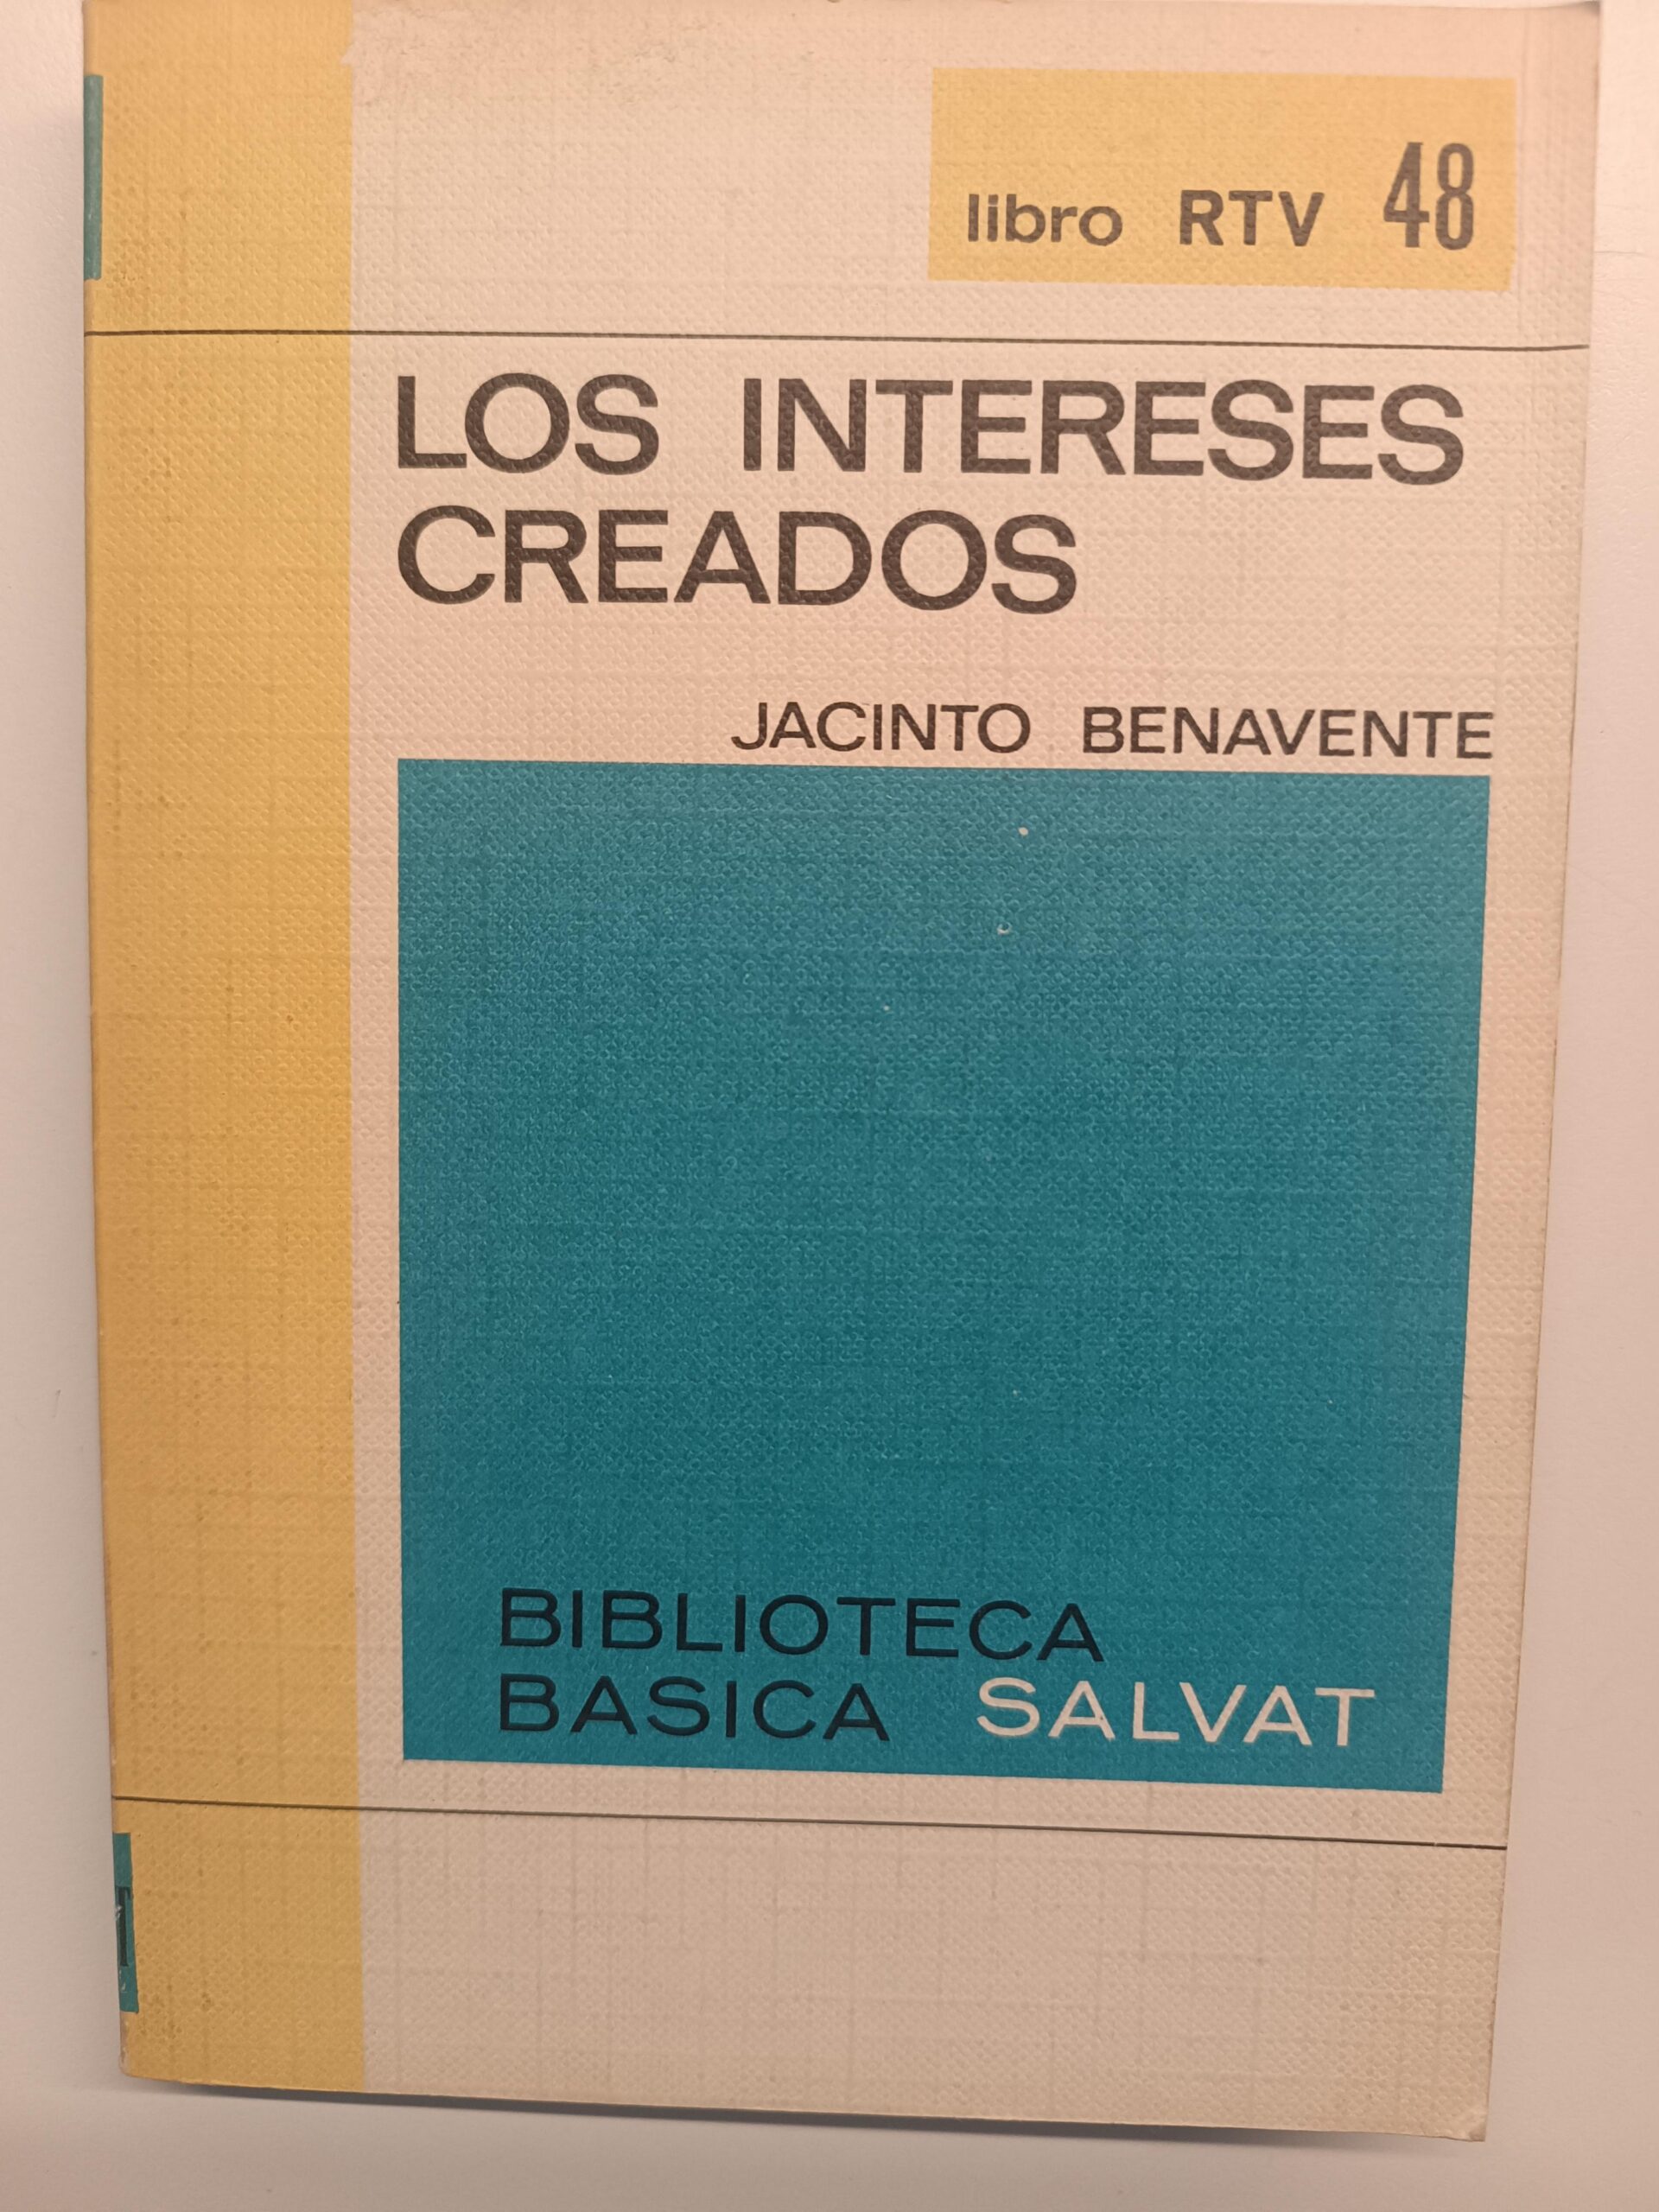 libro RTV 48
LOS INTERESES
CREADOS
JACINTO BENAVENTE
BIBLIOTECA
BASICA SALVAT